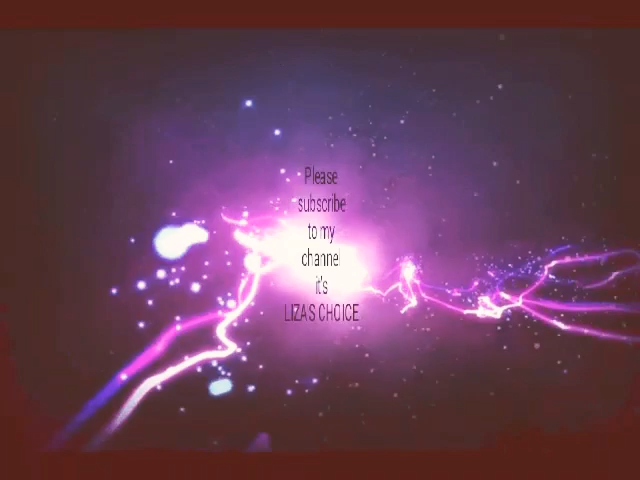 Please
subscribe
to my
channel
it's
LIZAS CHOICE